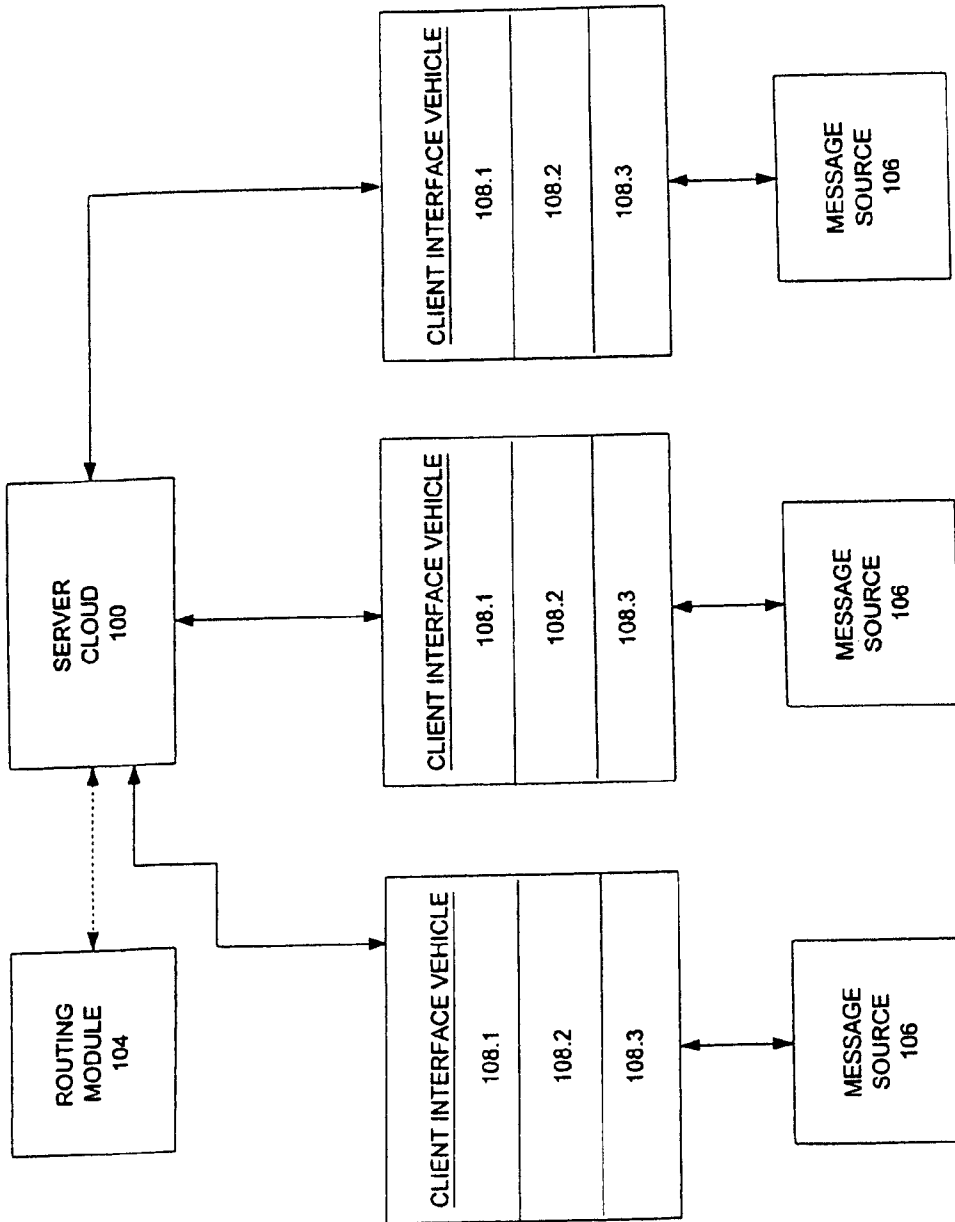 ROUTING
MODULE
104
SERVER
CLOUD
100
CLIENT INTERFACE VEHICLE
108.1
108.2
108.3
CLIENT INTERFACE VEHICLE
108.1
108.2
108.3
CLIENT INTERFACE VEHICLE
108.1
108.2
108.3
MESSAGE
SOURCE
106
MESSAGE
SOURCE
106
MESSAGE
SOURCE
106